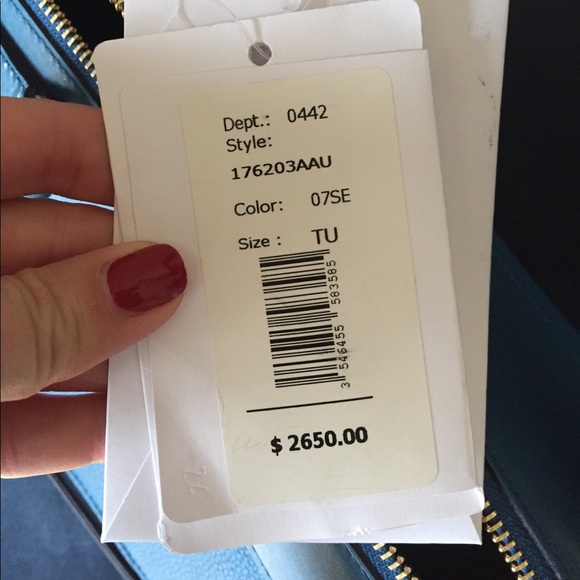 Dept.: 0442
Style:
176203AAU
Color: 07SE
Size : TU
3 546455 583585
$ 2650.00